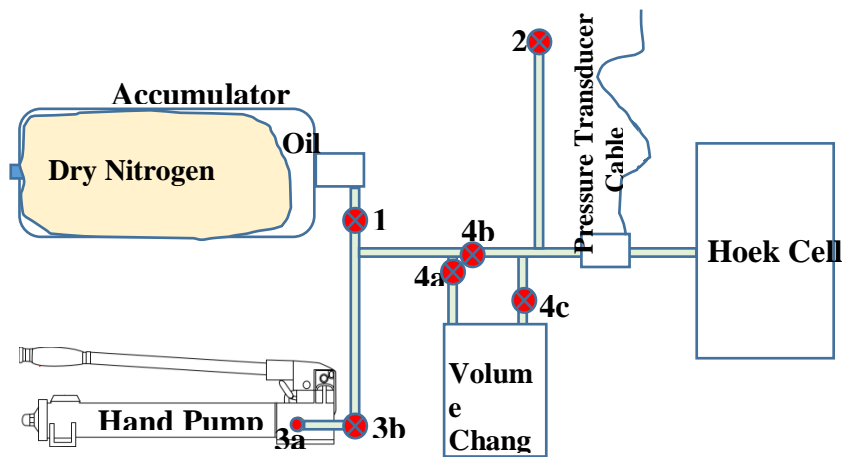 Accumulator
Oil
Dry Nitrogen
1
2
Pressure Transducer
Cable
4b
4a
4c
Hoek Cell
Hand Pump
3a
3b
Volum
e
Chang